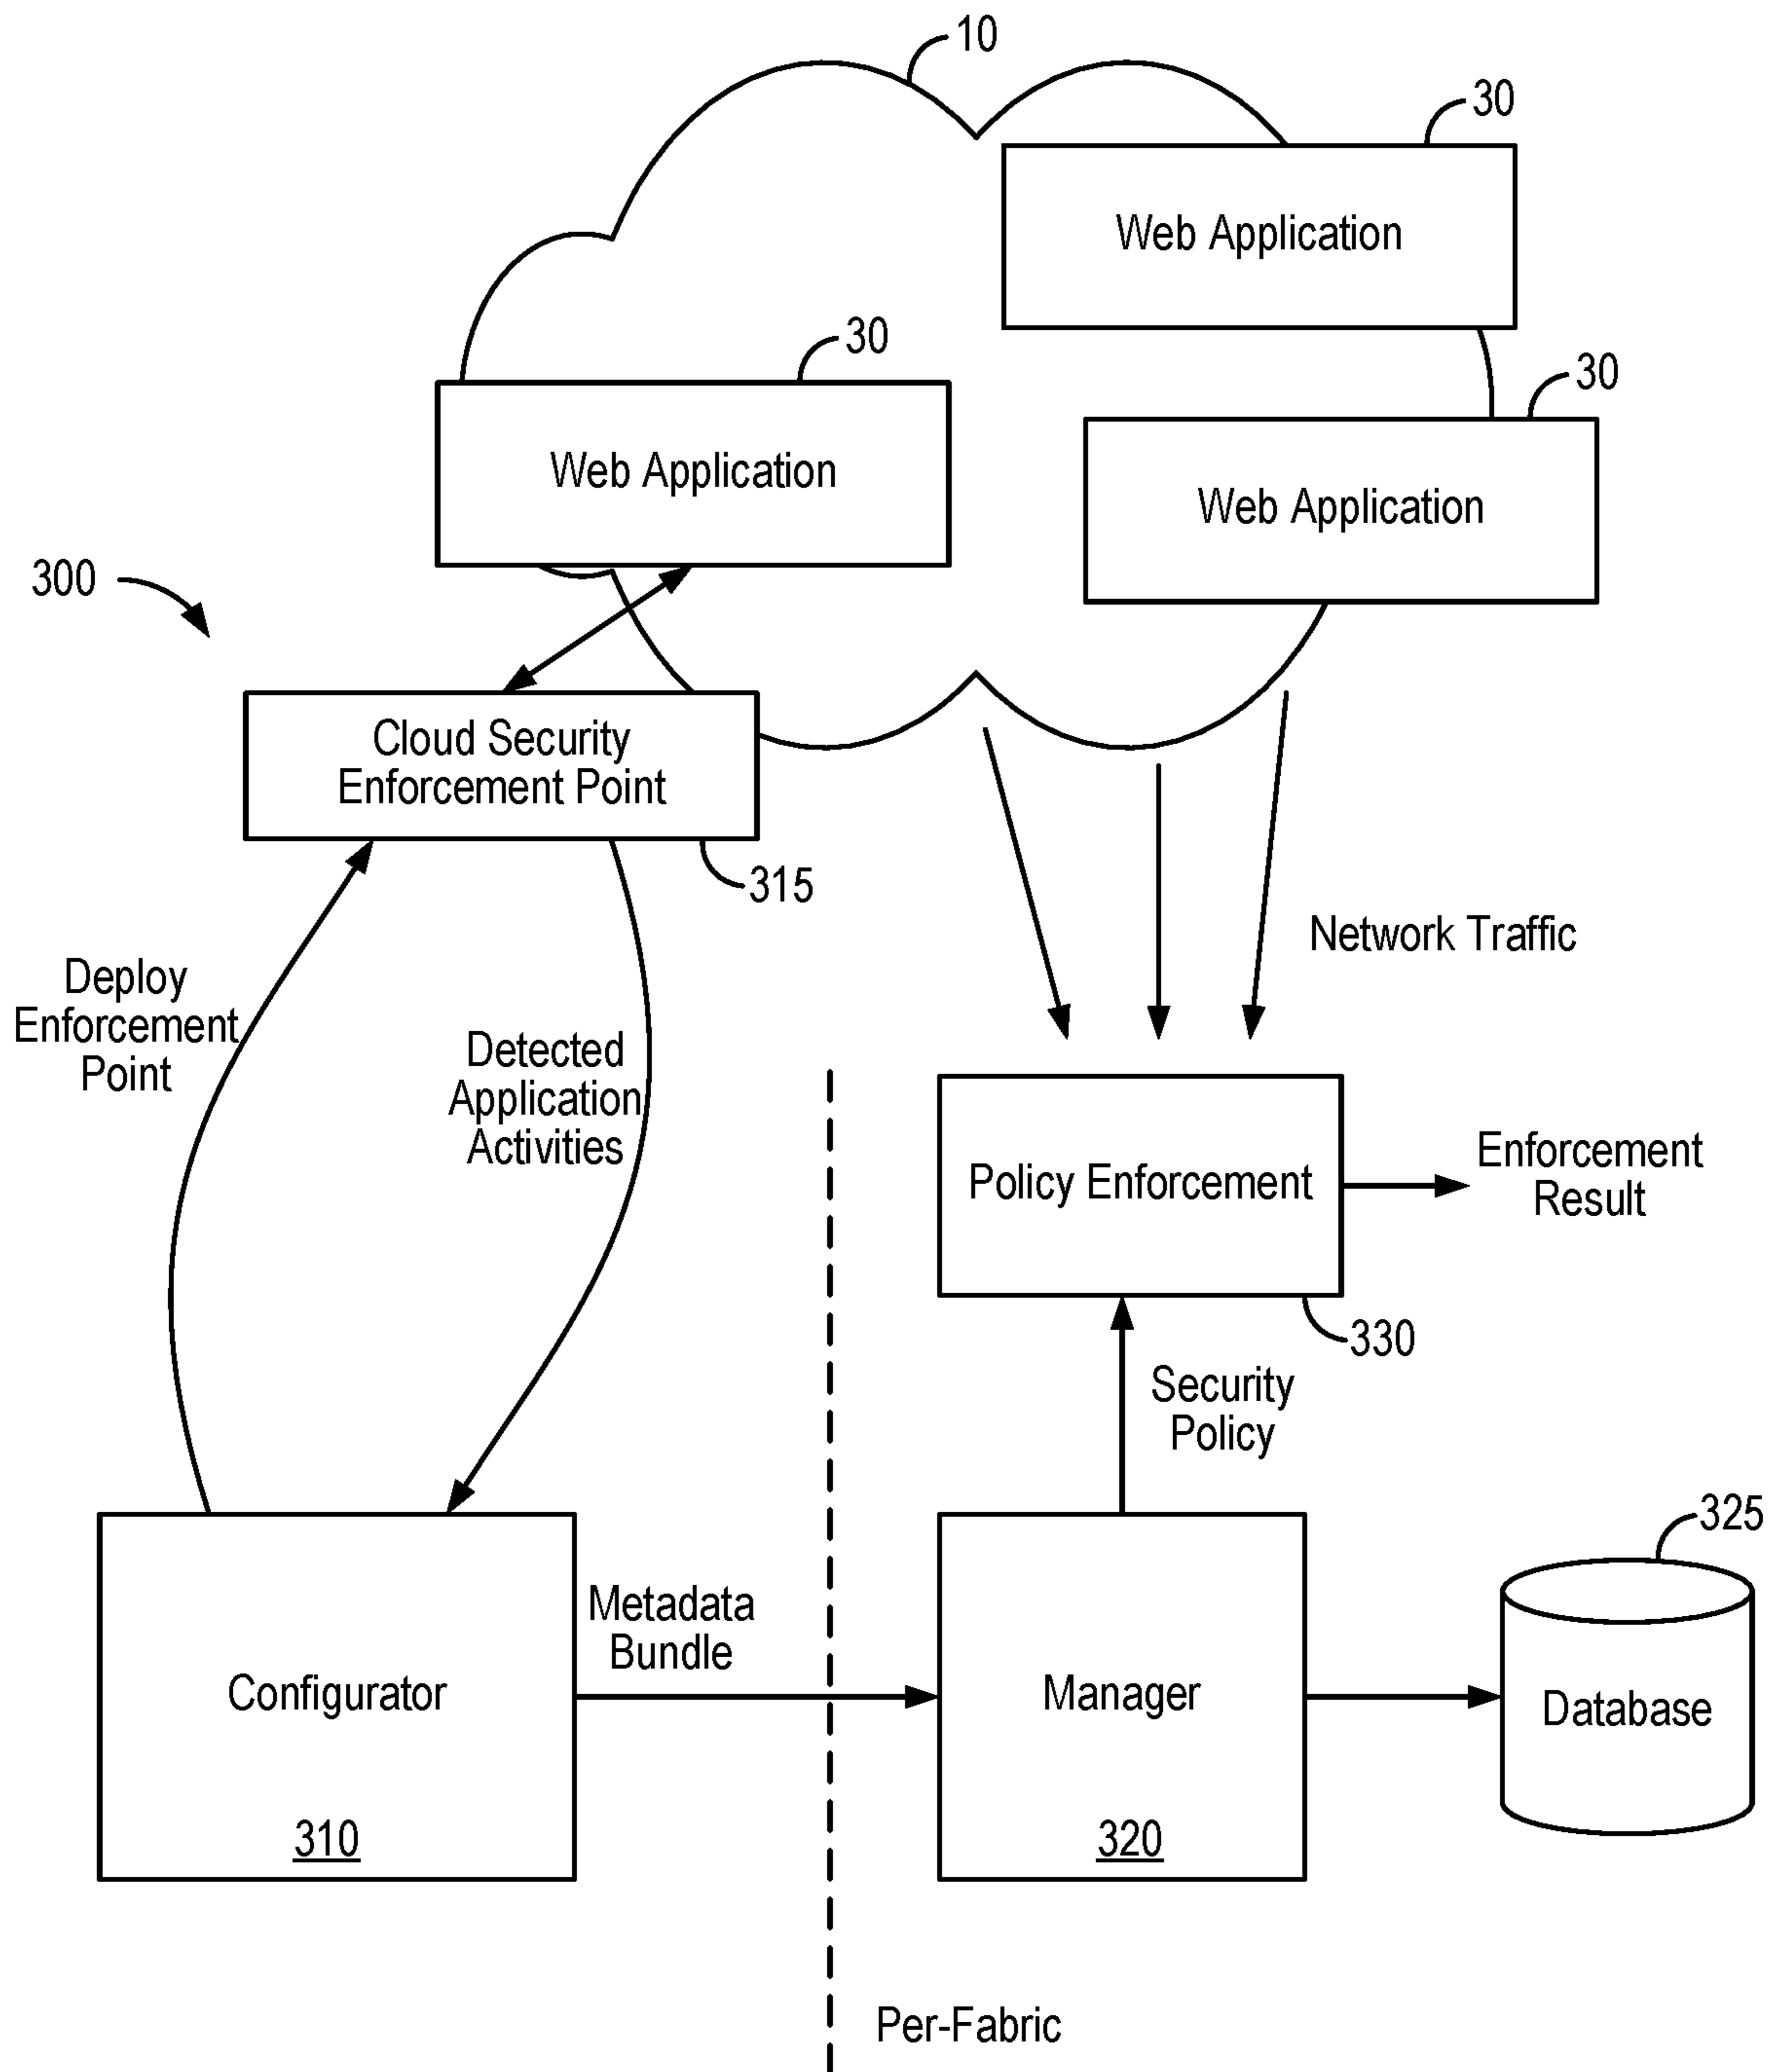 10
30
Web Application
30
30
Web Application
Web Application
300
Cloud Security
Enforcement Point
315
Network Traffic
Deploy
Enforcement
Point
Detected
Application
Activities
Policy Enforcement
Enforcement
Result
330
Security
Policy
325
Metadata
Bundle
Configurator
Manager
Database
310
320
Per-Fabric